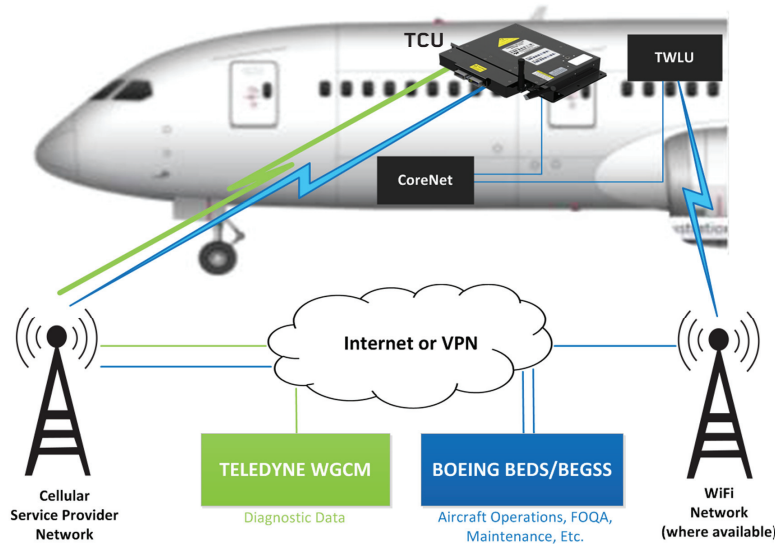 TCU
TWLU
CoreNet
Internet or VPN
TELEDYNE WGCM
BOEING BEDS/BEGSS
Diagnostic Data
Aircraft Operations, FOQA,
Maintenance, Etc.
Cellular
Service Provider
Network
WiFi
Network
(where available)